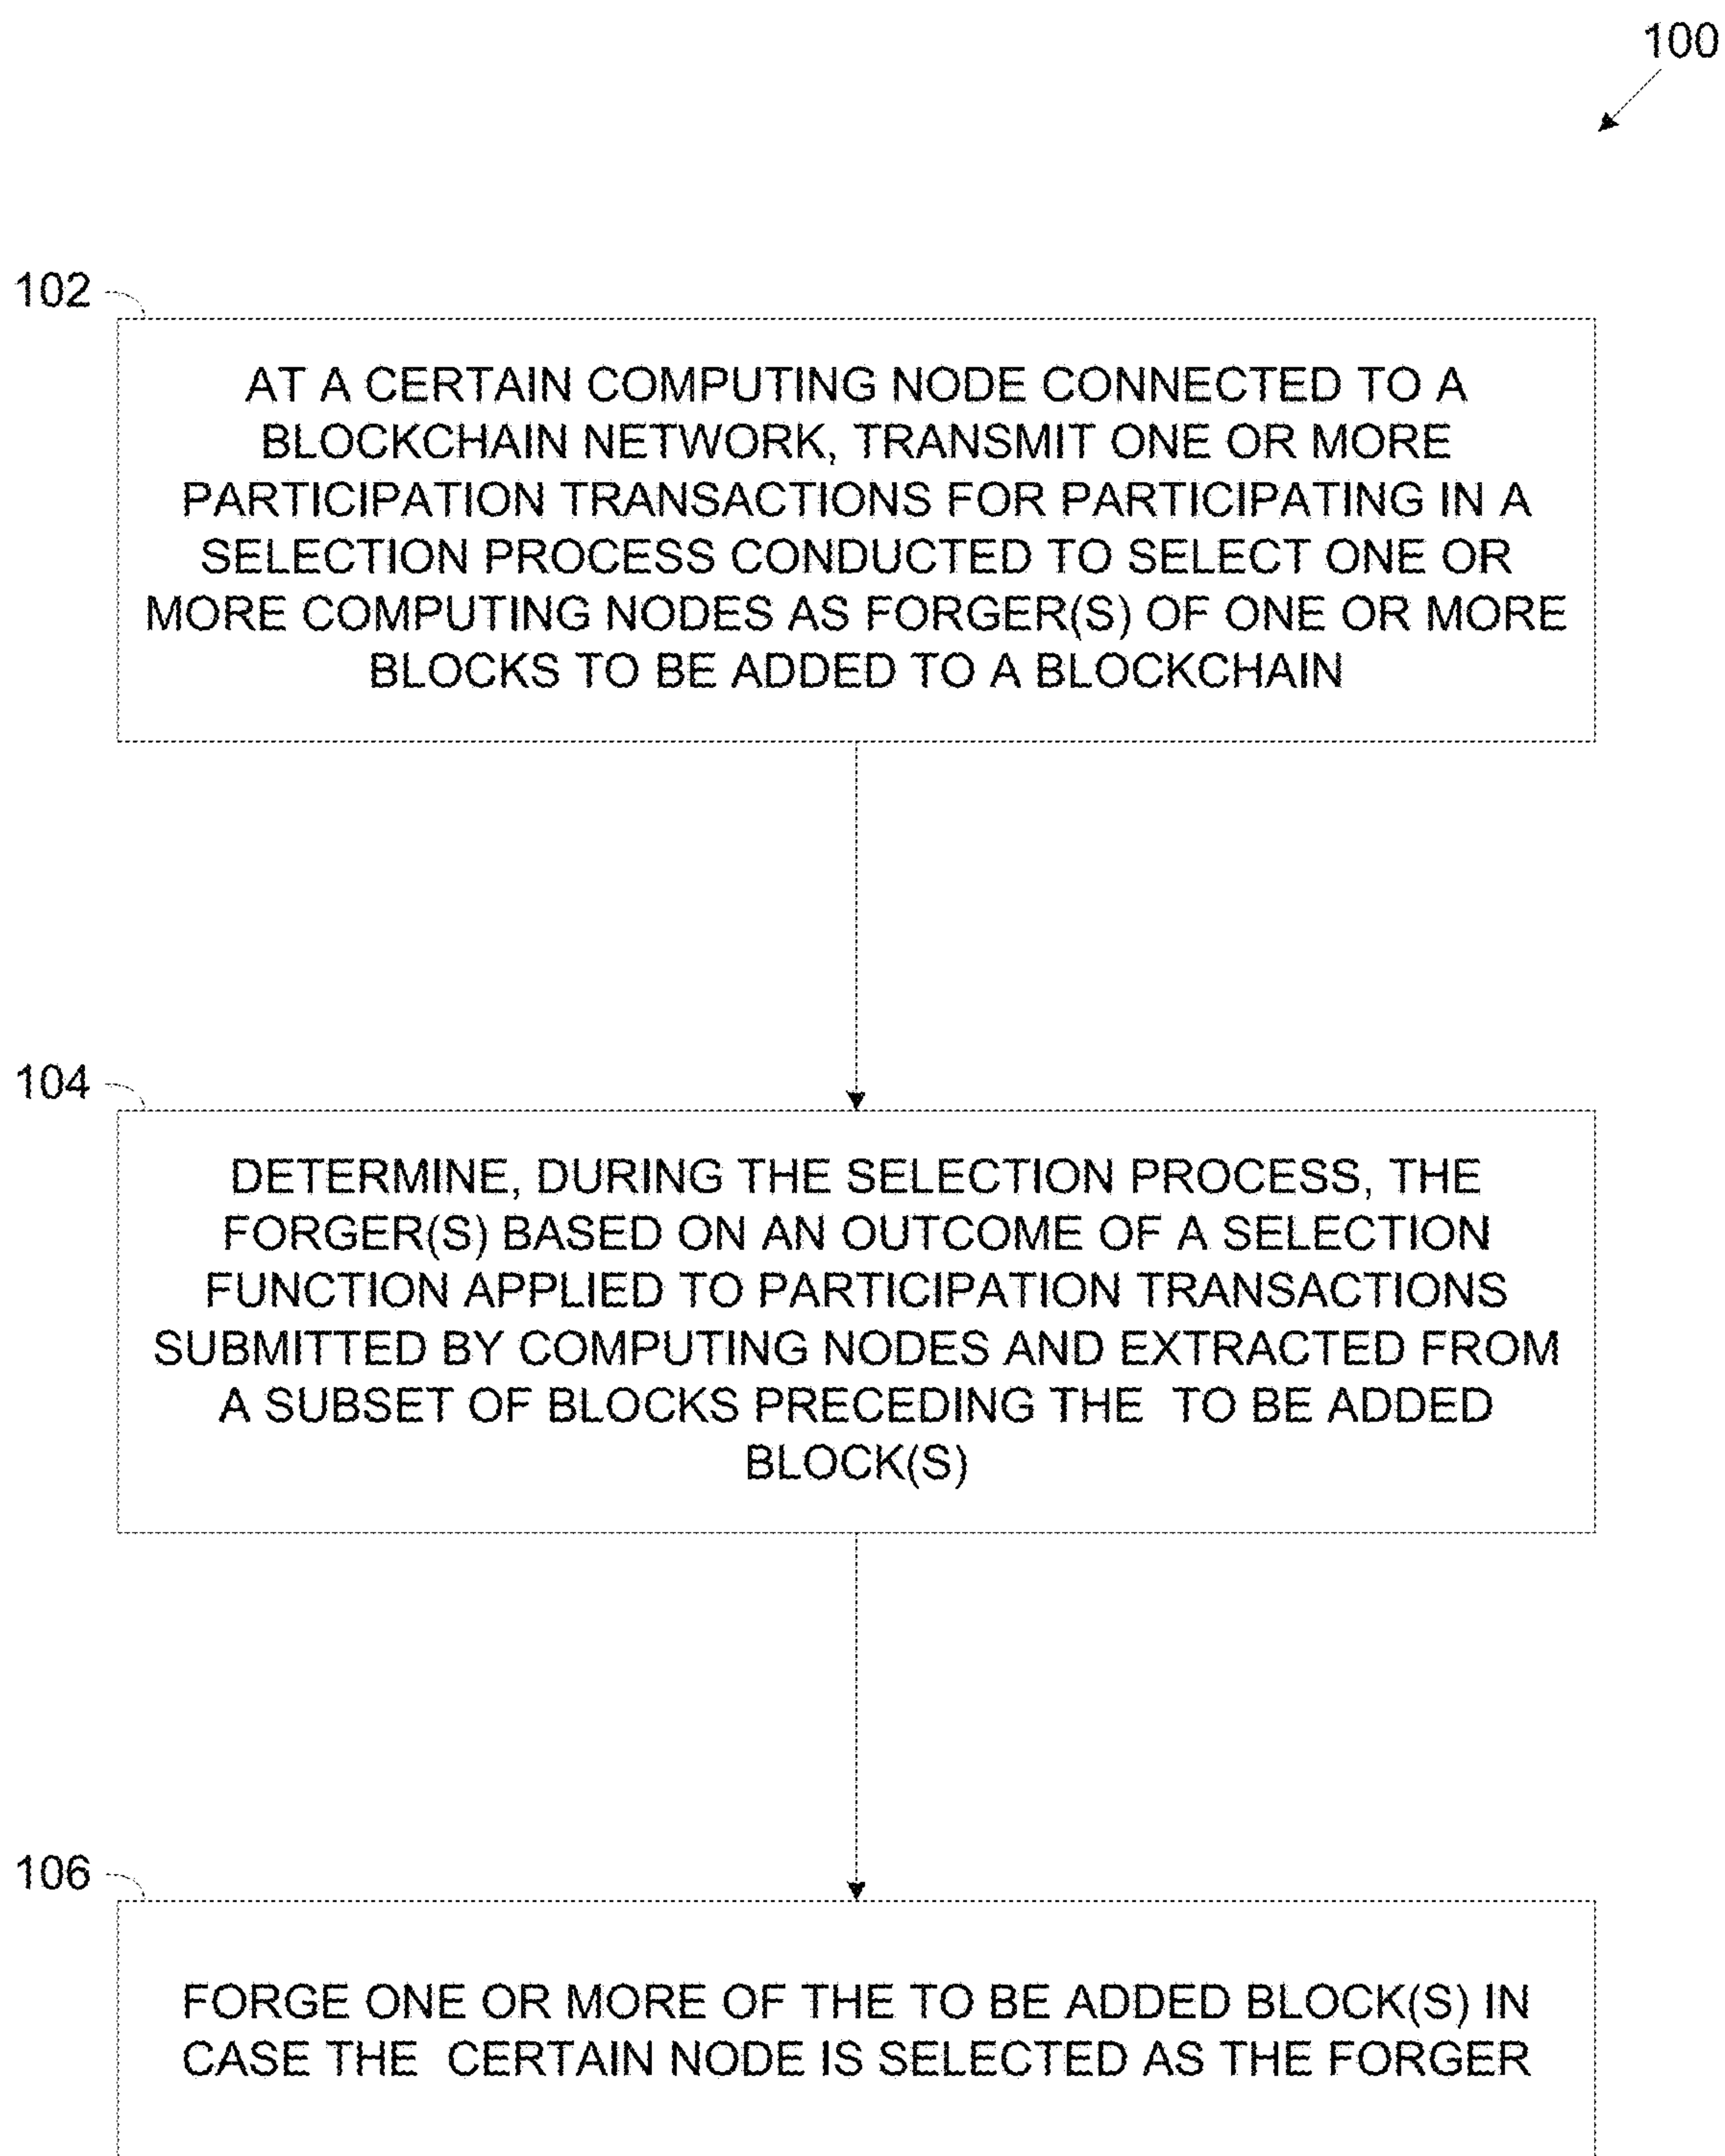 100
102
AT A CERTAIN COMPUTING NODE CONNECTED TO A
BLOCKCHAIN NETWORK, TRANSMIT ONE OR MORE
PARTICIPATION TRANSACTIONS FOR PARTICIPATING IN A
SELECTION PROCESS CONDUCTED TO SELECT ONE OR
MORE COMPUTING NODES AS FORGER(S) OF ONE OR MORE
BLOCKS TO BE ADDED TO A BLOCKCHAIN
104
DETERMINE, DURING THE SELECTION PROCESS, THE
FORGER(S) BASED ON AN OUTCOME OF A SELECTION
FUNCTION APPLIED TO PARTICIPATION TRANSACTIONS
SUBMITTED BY COMPUTING NODES AND EXTRACTED FROM
A SUBSET OF BLOCKS PRECEDING THE TO BE ADDED
BLOCK(S)
106
FORGE ONE OR MORE OF THE TO BE ADDED BLOCK(S) IN
CASE THE CERTAIN NODE IS SELECTED AS THE FORGER